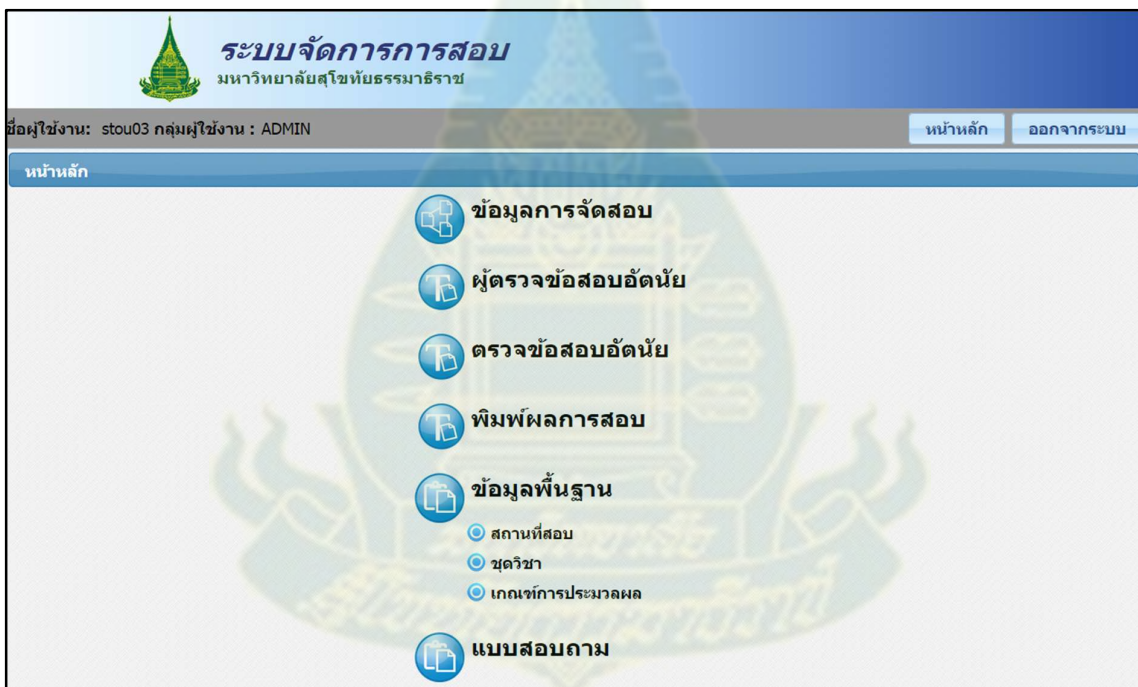 ระบบจัดการการสอบ
มหาวิทยาลัยสุโขทัยธรรมาธิราช
ชื่อผู้ใช้งาน: stou03 กลุ่มผู้ใช้งาน : ADMIN
หน้าหลัก ออกจากระบบ
หน้าหลัก
ข้อมูลการจัดสอบ
ผู้ตรวจข้อสอบอัตนัย
ตรวจข้อสอบอัตนัย
พิมพ์ผลการสอบ
ข้อมูลพื้นฐาน
สถานที่สอบ
ชุดวิชา
เกณฑ์การประมวลผล
แบบสอบถาม